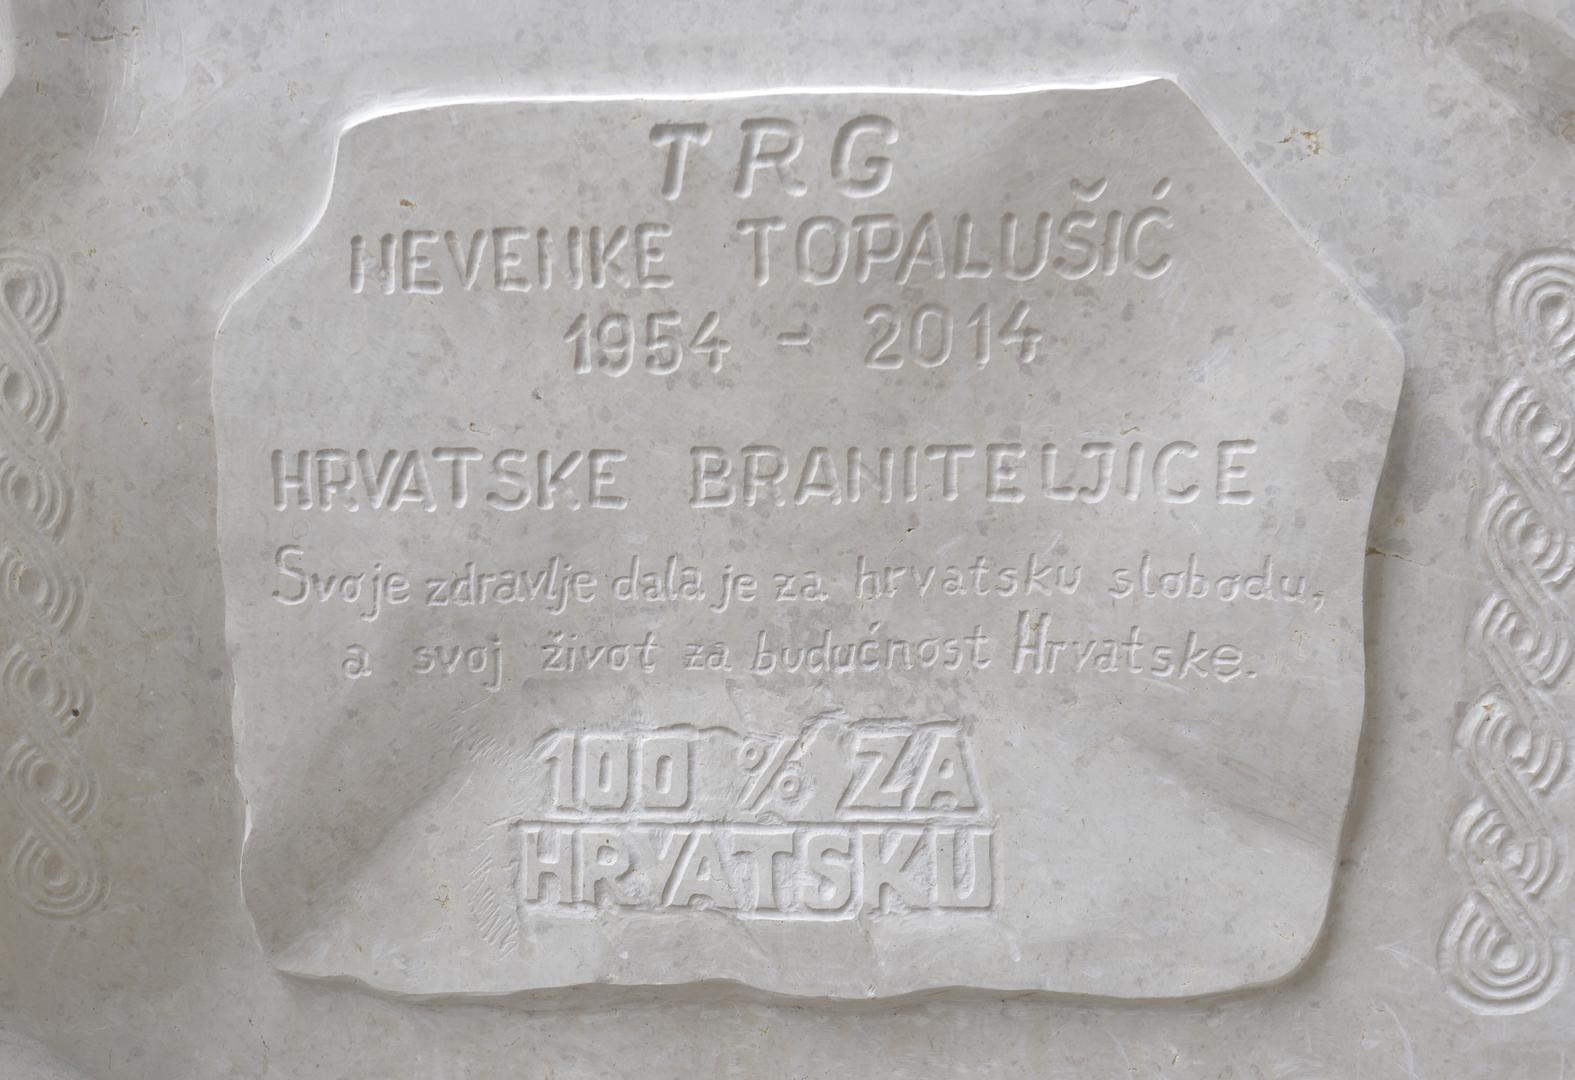 TRG
NEVENKE TOPALUŠIĆ
1954 - 2014
HRVATSKE BRANITELJICE
Svoje zdravlje dala je za hrvatsku slobodu,
a svoj život za budućnost Hrvatske.
100 % ZA
HRVATSKU